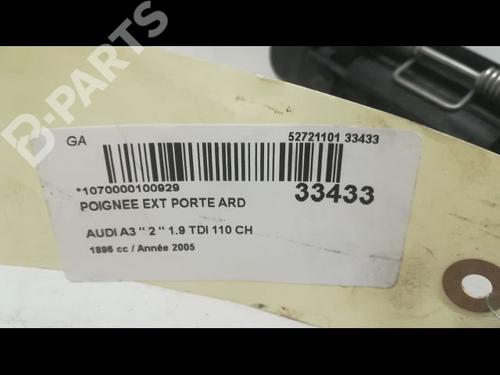 B-PARTS
GA
52721101 33433
*1070000100929
33433
POIGNEE EXT PORTE ARD
AUDI A3 " 2 " 1.9 TDI 110 CH
1896 cc / Année 2005